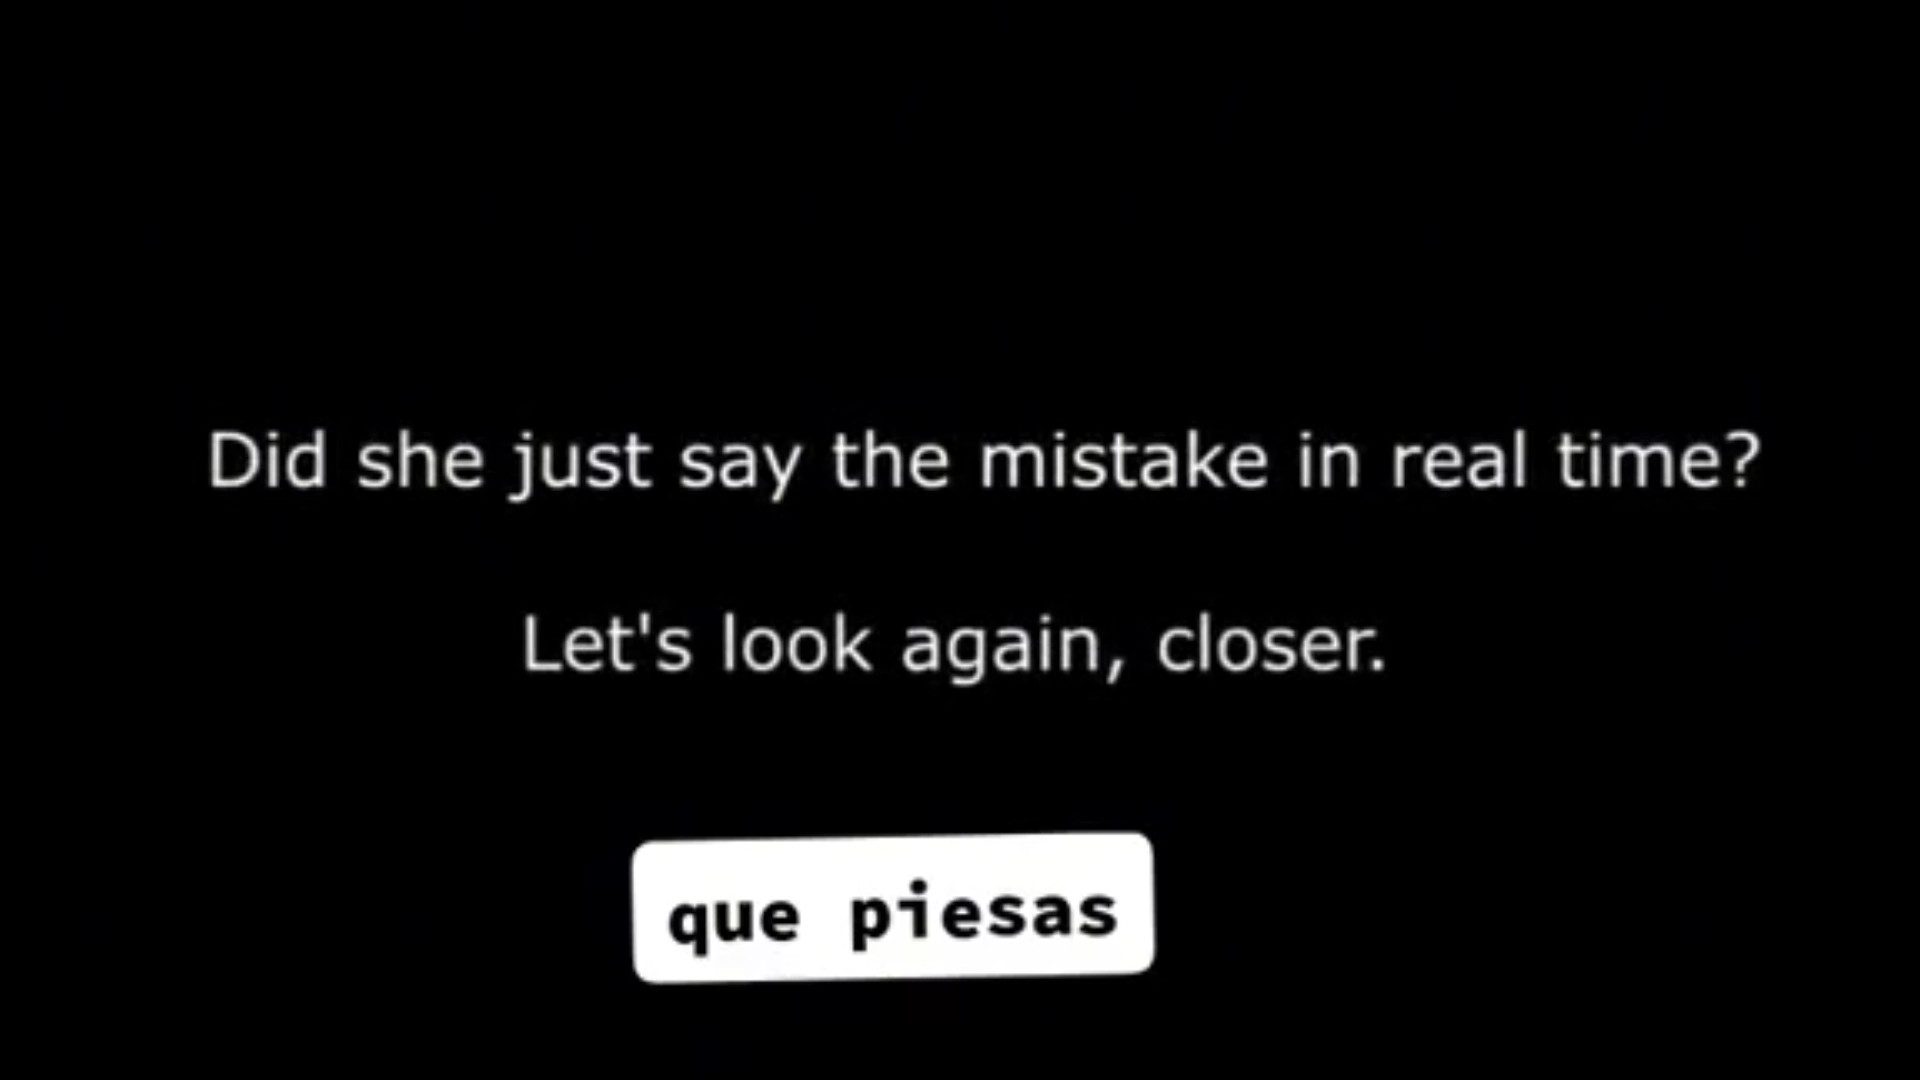 Did she just say the mistake in real time?
Let's look again, closer.
que piesas